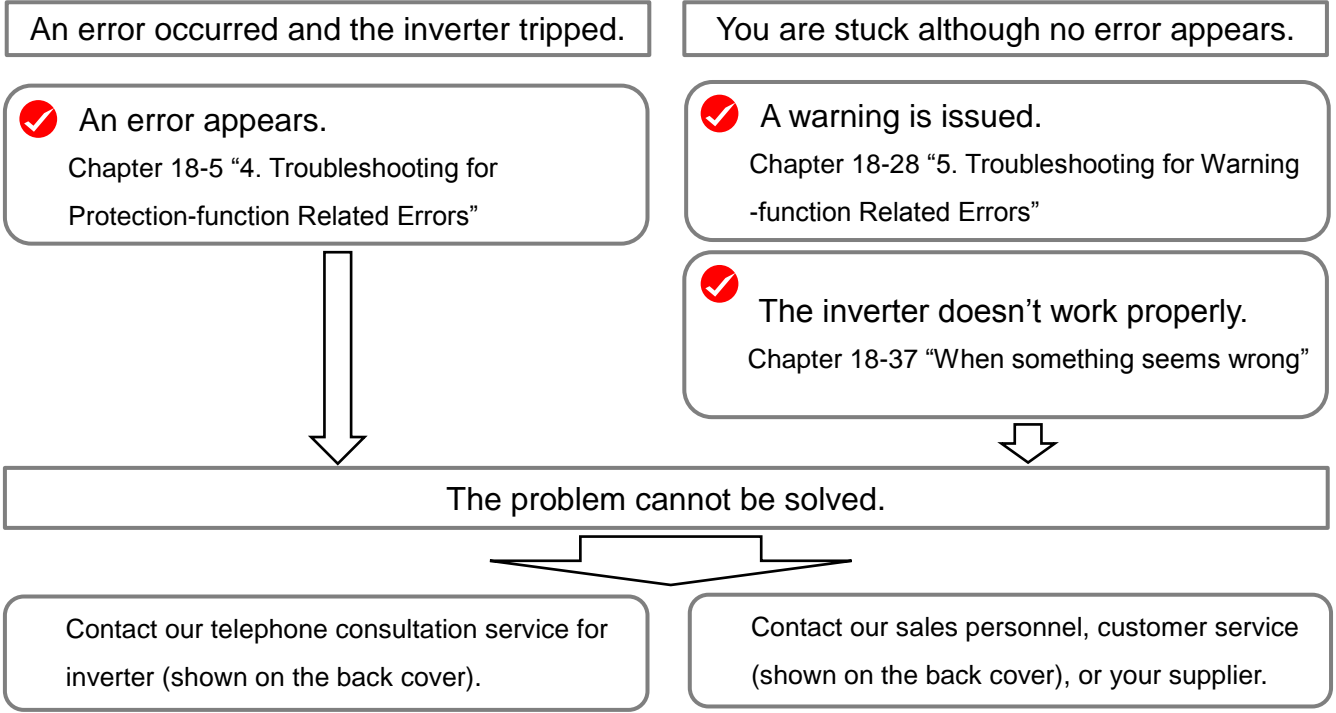 An error occurred and the inverter tripped.
You are stuck although no error appears.
An error appears.
Chapter 18-5 “4. Troubleshooting for
Protection-function Related Errors”
A warning is issued.
Chapter 18-28 “5. Troubleshooting for Warning
-function Related Errors”
The inverter doesn’t work properly.
Chapter 18-37 “When something seems wrong”
The problem cannot be solved.
Contact our telephone consultation service for
inverter (shown on the back cover).
Contact our sales personnel, customer service
(shown on the back cover), or your supplier.